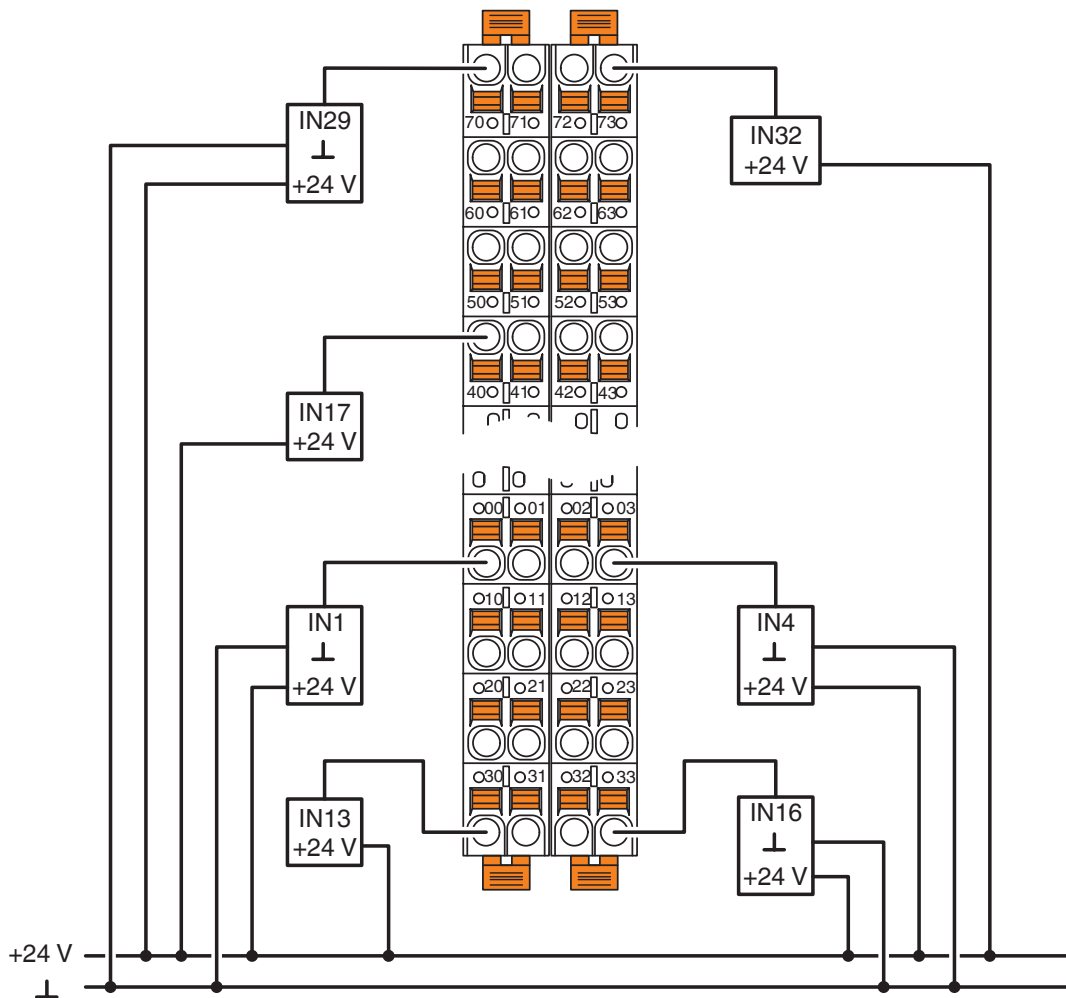 70 71 72 73
IN29
+24 V
IN32
+24 V
60 61 62 63
50 51 52 53
40 41 42 43
IN17
+24 V
00 01 02 03
10 11 12 13
IN1
+24 V
IN4
+24 V
20 21 22 23
30 31 32 33
IN13
+24 V
IN16
+24 V
+24 V